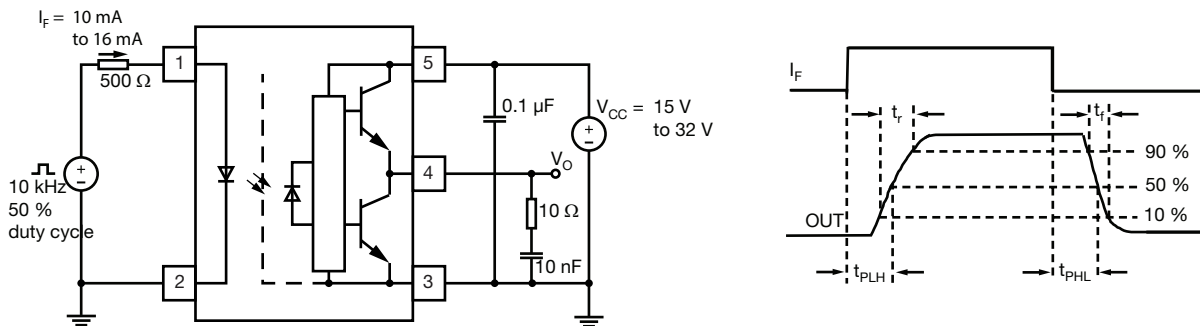 I_F = 10 mA
to 16 mA
500 Ω
1
5
0.1 µF
V_CC = 15 V
to 32 V
+
−
4
V_O
10 Ω
10 nF
+
−
10 kHz
50 %
duty cycle
2
3
I_F
t_r
t_f
90 %
50 %
10 %
OUT
t_PLH
t_PHL